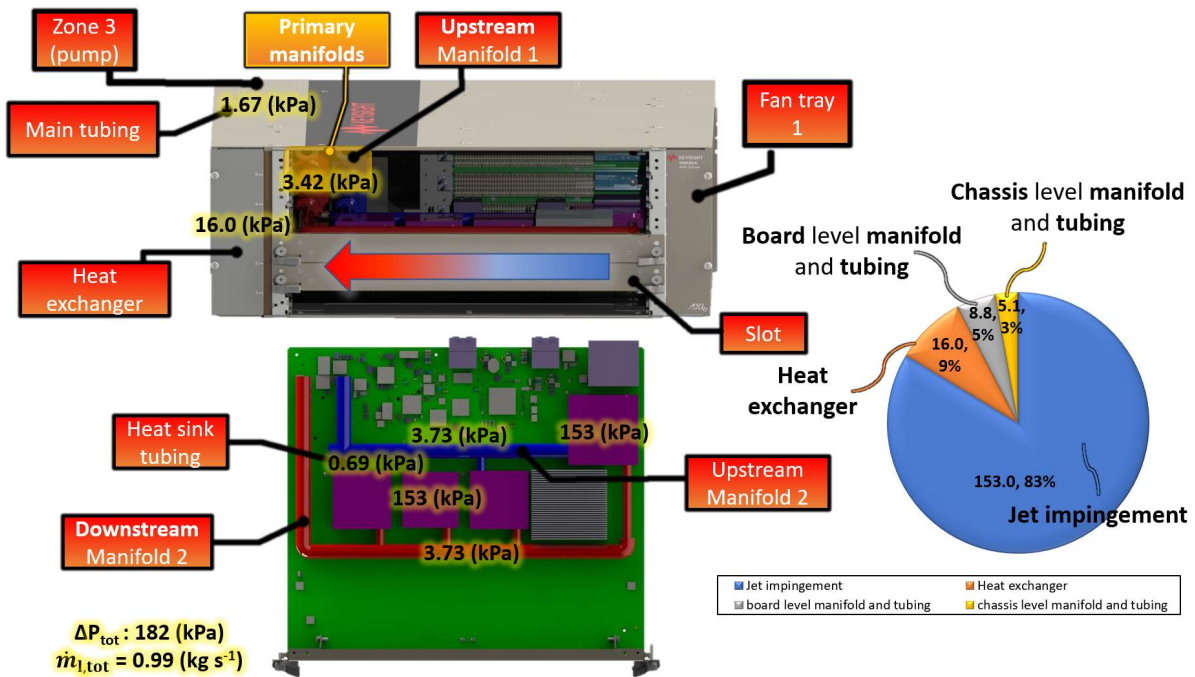 Zone 3
(pump)
Primary
manifolds
Upstream
Manifold 1
1.67 (kPa)
Main tubing
Fan tray
1
KEYSIGHT
3.42 (kPa)
16.0 (kPa)
Heat
exchanger
Slot
Heat sink
tubing
3.73 (kPa)
153 (kPa)
0.69 (kPa)
153 (kPa)
Upstream
Manifold 2
Downstream
Manifold 2
3.73 (kPa)
ΔPtot : 182 (kPa)
ṁl,tot = 0.99 (kg s-1)
Chassis level manifold
and tubing
Board level manifold
and tubing
Heat
exchanger
5.1,
3%
8.8,
5%
16.0,
9%
153.0, 83%
Jet impingement
Jet impingement
Heat exchanger
board level manifold and tubing
chassis level manifold and tubing